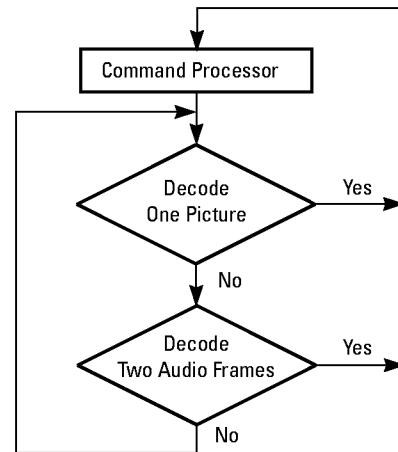 Command Processor
Decode
One Picture
Yes
No
Decode
Two Audio Frames
Yes
No